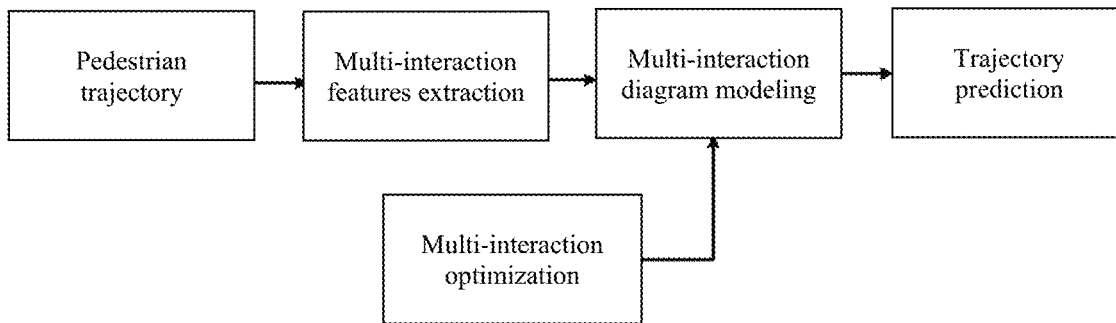 Pedestrian
trajectory
Multi-interaction
features extraction
Multi-interaction
diagram modeling
Trajectory
prediction
Multi-interaction
optimization